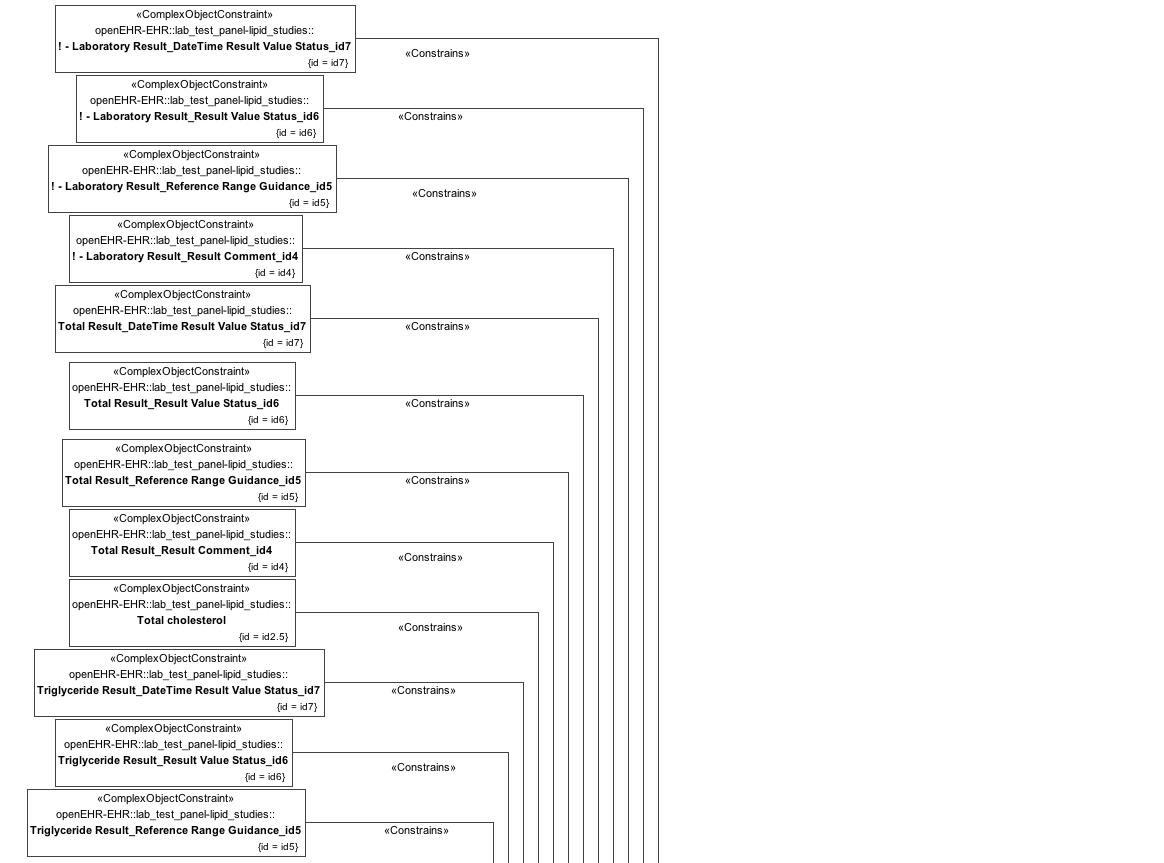 «ComplexObjectConstraint»
openEHR-EHR::lab_test_panel-lipid_studies::
! - Laboratory Result_DateTime Result Value Status_id7
{id = id7}
«Constrains»
«ComplexObjectConstraint»
openEHR-EHR::lab_test_panel-lipid_studies::
! - Laboratory Result_Result Value Status_id6
{id = id6}
«Constrains»
«ComplexObjectConstraint»
openEHR-EHR::lab_test_panel-lipid_studies::
! - Laboratory Result_Reference Range Guidance_id5
{id = id5}
«Constrains»
«ComplexObjectConstraint»
openEHR-EHR::lab_test_panel-lipid_studies::
! - Laboratory Result_Result Comment_id4
{id = id4}
«Constrains»
«ComplexObjectConstraint»
openEHR-EHR::lab_test_panel-lipid_studies::
Total Result_DateTime Result Value Status_id7
{id = id7}
«Constrains»
«ComplexObjectConstraint»
openEHR-EHR::lab_test_panel-lipid_studies::
Total Result_Result Value Status_id6
{id = id6}
«Constrains»
«ComplexObjectConstraint»
openEHR-EHR::lab_test_panel-lipid_studies::
Total Result_Reference Range Guidance_id5
{id = id5}
«Constrains»
«ComplexObjectConstraint»
openEHR-EHR::lab_test_panel-lipid_studies::
Total Result_Result Comment_id4
{id = id4}
«Constrains»
«ComplexObjectConstraint»
openEHR-EHR::lab_test_panel-lipid_studies::
Total cholesterol
{id = id2.5}
«Constrains»
«ComplexObjectConstraint»
openEHR-EHR::lab_test_panel-lipid_studies::
Triglyceride Result_DateTime Result Value Status_id7
{id = id7}
«Constrains»
«ComplexObjectConstraint»
openEHR-EHR::lab_test_panel-lipid_studies::
Triglyceride Result_Result Value Status_id6
{id = id6}
«Constrains»
«ComplexObjectConstraint»
openEHR-EHR::lab_test_panel-lipid_studies::
Triglyceride Result_Reference Range Guidance_id5
{id = id5}
«Constrains»